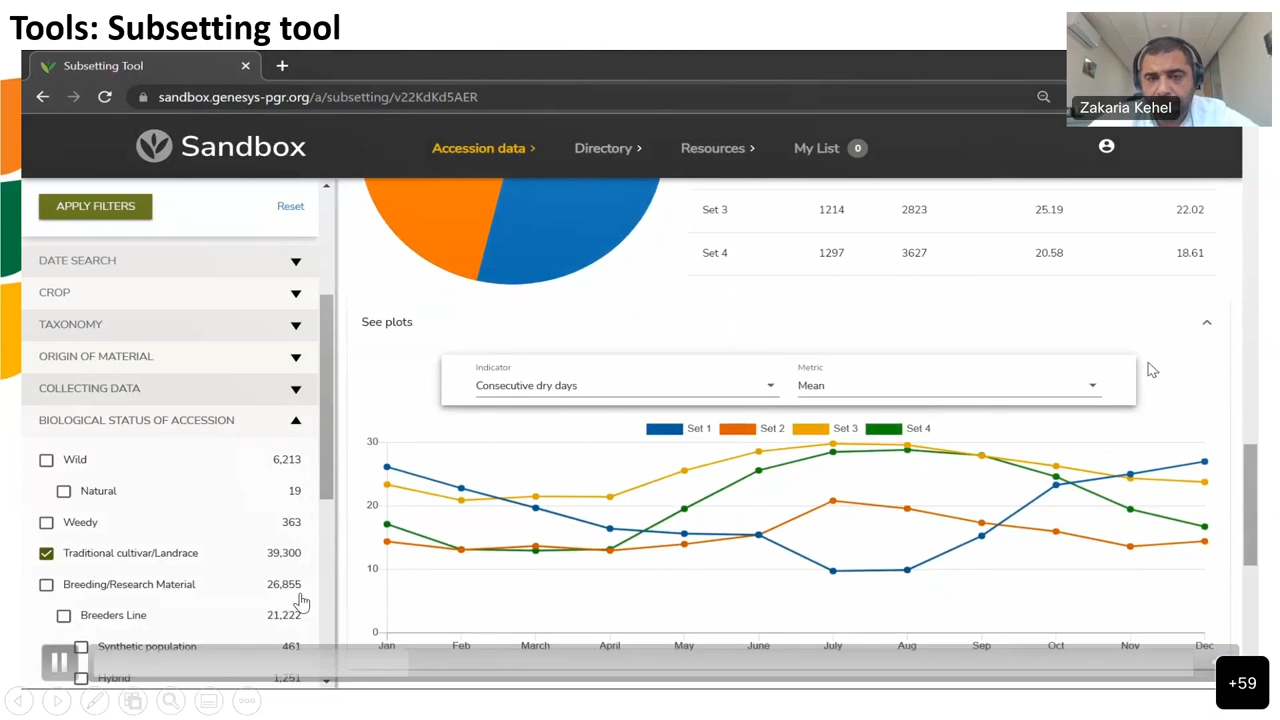 Tools: Subsetting tool
Subsetting Tool
sandbox.genesys-pgr.org/a/subsetting/v22KdKd5AER
Zakaria Kehel
Sandbox
Accession data >
Directory >
Resources >
My List 0
APPLY FILTERS
Reset
DATE SEARCH
CROP
TAXONOMY
ORIGIN OF MATERIAL
COLLECTING DATA
BIOLOGICAL STATUS OF ACCESSION
Wild 6,213
Natural 19
Weedy 363
Traditional cultivar/Landrace 39,300
Breeding/Research Material 26,855
Breeders Line 21,222
Synthetic population 461
Hybrid 1,251
Set 3 1214 2823 25.19 22.02
Set 4 1297 3627 20.58 18.61
See plots
Indicator
Consecutive dry days
Metric
Mean
Set 1 Set 2 Set 3 Set 4
30
20
10
0
Jan Feb March April May June July Aug Sep Oct Nov Dec
+59